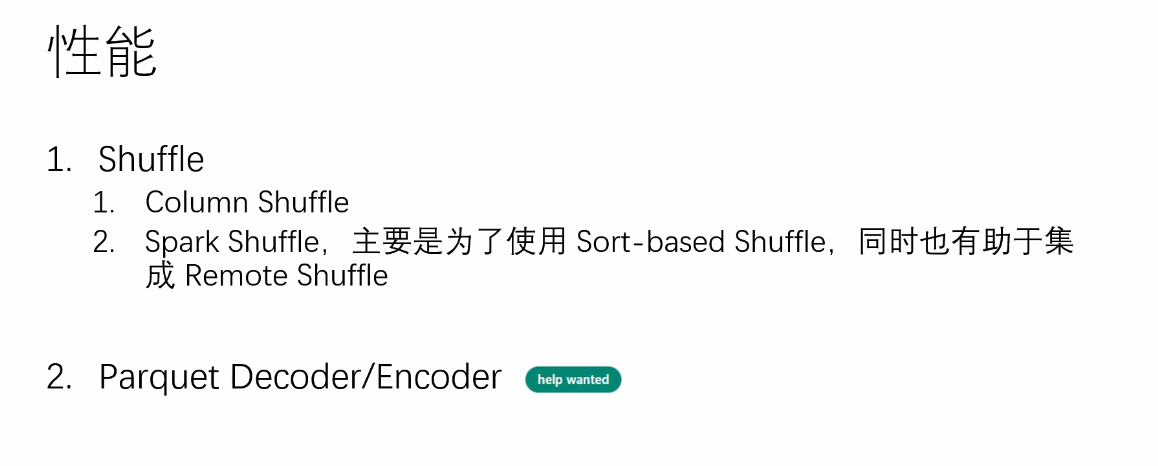 性能
1. Shuffle
1. Column Shuffle
2. Spark Shuffle，主要是为了使用 Sort-based Shuffle，同时也有助于集
成 Remote Shuffle
2. Parquet Decoder/Encoder help wanted